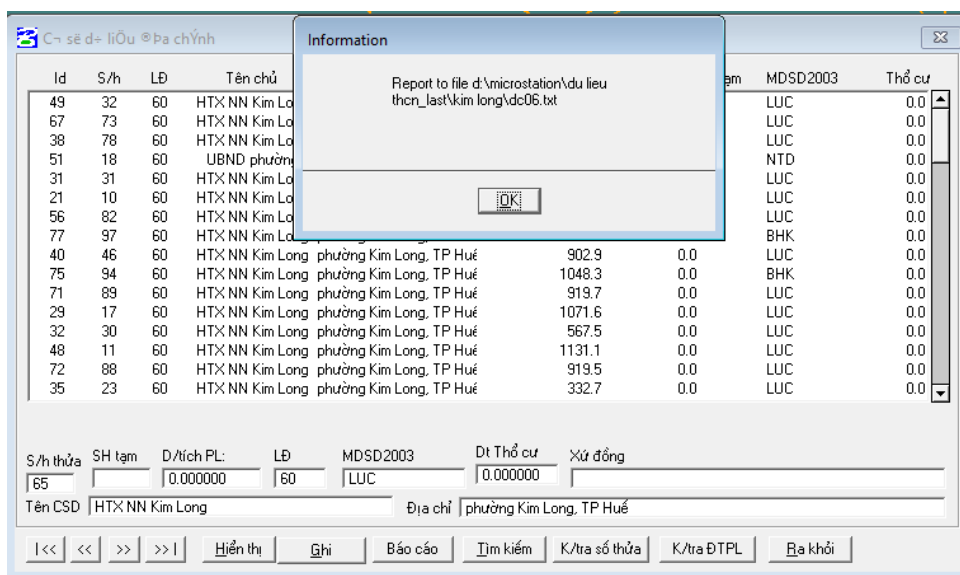 C¬ së d÷ liÖu ®Þa chÝnh
Information
Report to file d:\microstation\du lieu
thcn_last\kim long\dc06.txt
OK
Id S/h LĐ Tên chủ ạm MDSD2003 Thổ cư
49 32 60 HTX NN Kim Lo LUC 0.0
67 73 60 HTX NN Kim Lo LUC 0.0
38 78 60 HTX NN Kim Lo LUC 0.0
51 18 60 UBND phường NTD 0.0
31 31 60 HTX NN Kim Lo LUC 0.0
21 10 60 HTX NN Kim Lo LUC 0.0
56 82 60 HTX NN Kim Lo LUC 0.0
77 97 60 HTX NN Kim Lo BHK 0.0
40 46 60 HTX NN Kim Long phường Kim Long, TP Huế 902.9 0.0 LUC 0.0
75 94 60 HTX NN Kim Long phường Kim Long, TP Huế 1048.3 0.0 BHK 0.0
71 89 60 HTX NN Kim Long phường Kim Long, TP Huế 919.7 0.0 LUC 0.0
29 17 60 HTX NN Kim Long phường Kim Long, TP Huế 1071.6 0.0 LUC 0.0
32 30 60 HTX NN Kim Long phường Kim Long, TP Huế 567.5 0.0 LUC 0.0
48 11 60 HTX NN Kim Long phường Kim Long, TP Huế 1131.1 0.0 LUC 0.0
72 88 60 HTX NN Kim Long phường Kim Long, TP Huế 919.5 0.0 LUC 0.0
35 23 60 HTX NN Kim Long phường Kim Long, TP Huế 332.7 0.0 LUC 0.0
S/h thửa SH tạm D/tích PL: LĐ MDSD2003 Dt Thổ cư Xứ đồng
65 0.000000 60 LUC 0.000000
Tên CSD HTX NN Kim Long Địa chỉ phường Kim Long, TP Huế
|<< << >> >>| Hiển thị Ghi Báo cáo Tìm kiếm K/tra số thửa K/tra ĐTPL Ra khỏi